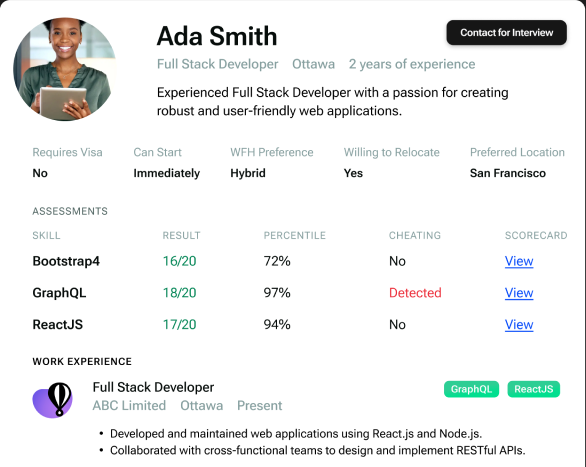 Ada Smith
Contact for Interview
Full Stack Developer Ottawa 2 years of experience
Experienced Full Stack Developer with a passion for creating
robust and user-friendly web applications.
Requires Visa Can Start WFH Preference Willing to Relocate Preferred Location
No Immediately Hybrid Yes San Francisco
ASSESSMENTS
SKILL RESULT PERCENTILE CHEATING SCORECARD
Bootstrap4 16/20 72% No View
GraphQL 18/20 97% Detected View
ReactJS 17/20 94% No View
WORK EXPERIENCE
Full Stack Developer GraphQL ReactJS
ABC Limited Ottawa Present
• Developed and maintained web applications using React.js and Node.js.
• Collaborated with cross-functional teams to design and implement RESTful APIs.